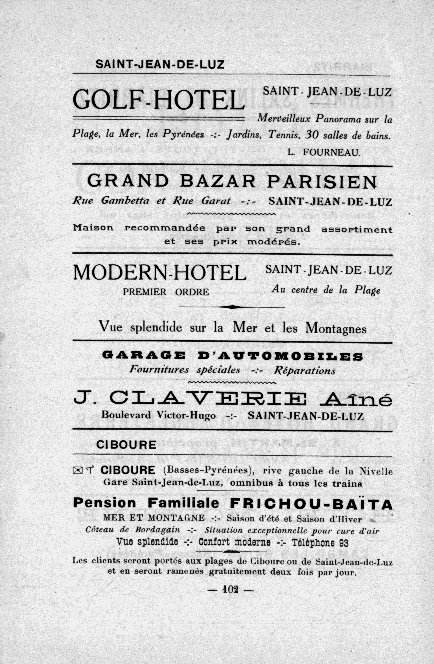 SAINT-JEAN-DE-LUZ
GOLF-HOTEL SAINT-JEAN-DE-LUZ
Merveilleux Panorama sur la
Plage, la Mer, les Pyrénées -:- Jardins, Tennis, 30 salles de bains.
L. FOURNEAU.
GRAND BAZAR PARISIEN
Rue Gambetta et Rue Garat -:- SAINT-JEAN-DE-LUZ
Maison recommandée par son grand assortiment
et ses prix modérés.
MODERN-HOTEL SAINT-JEAN-DE-LUZ
PREMIER ORDRE Au centre de la Plage
Vue splendide sur la Mer et les Montagnes
GARAGE D'AUTOMOBILES
Fournitures spéciales -:- Réparations
J. CLAVERIE Aîné
Boulevard Victor-Hugo -:- SAINT-JEAN-DE-LUZ
CIBOURE
CIBOURE (Basses-Pyrénées), rive gauche de la Nivelle
Gare Saint-Jean-de-Luz, omnibus à tous les trains
Pension Familiale FRICHOU-BAÏTA
MER ET MONTAGNE -:- Saison d'été et Saison d'Hiver
Côteau de Bordagain -:- Situation exceptionnelle pour cure d'air
Vue splendide -:- Confort moderne -:- Téléphone 93
Les clients seront portés aux plages de Ciboure ou de Saint-Jean-de-Luz
et en seront ramenés gratuitement deux fois par jour.
— 102 —